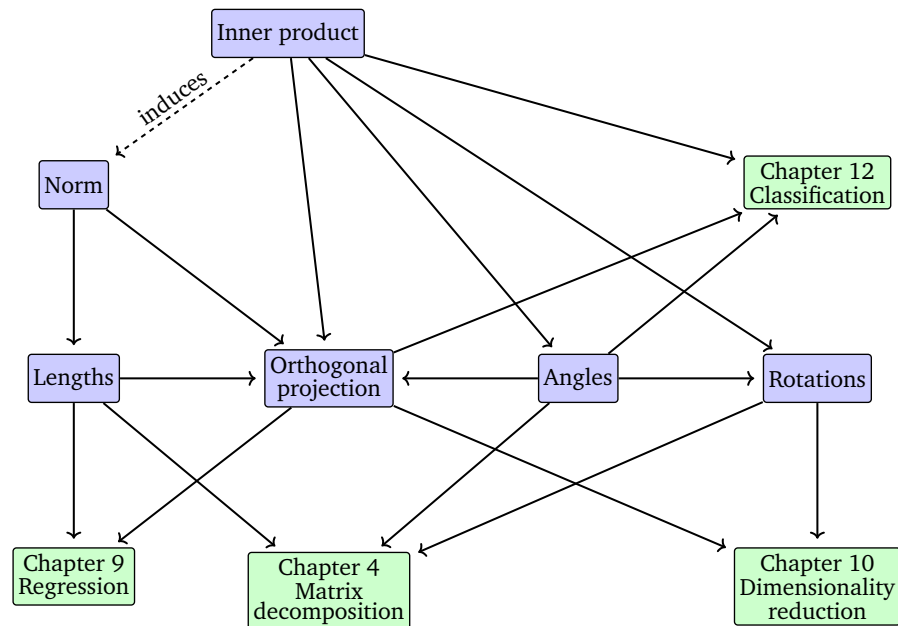 Inner product
induces
Norm
Chapter 12
Classification
Lengths
Orthogonal
projection
Angles
Rotations
Chapter 9
Regression
Chapter 4
Matrix
decomposition
Chapter 10
Dimensionality
reduction